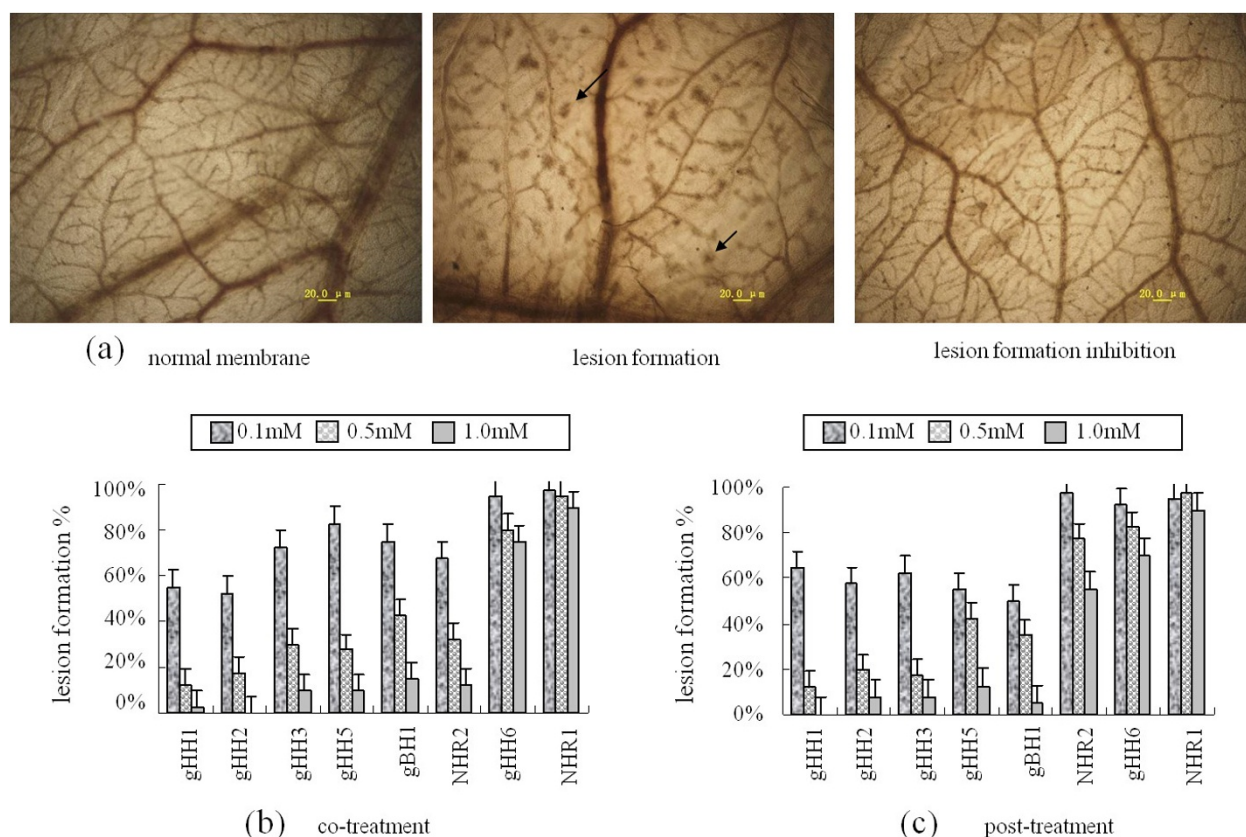 20.0 μm
20.0 μm
20.0 μm
(a)
normal membrane
lesion formation
lesion formation inhibition
0.1mM 0.5mM 1.0mM
lesion formation %
100%
80%
60%
40%
20%
0%
gHH1
gHH2
gHH3
gHH5
gBH1
NHR2
gHH6
NHR1
(b) co-treatment
0.1mM 0.5mM 1.0mM
lesion formation %
100%
80%
60%
40%
20%
0%
gHH1
gHH2
gHH3
gHH5
gBH1
NHR2
gHH6
NHR1
(c) post-treatment